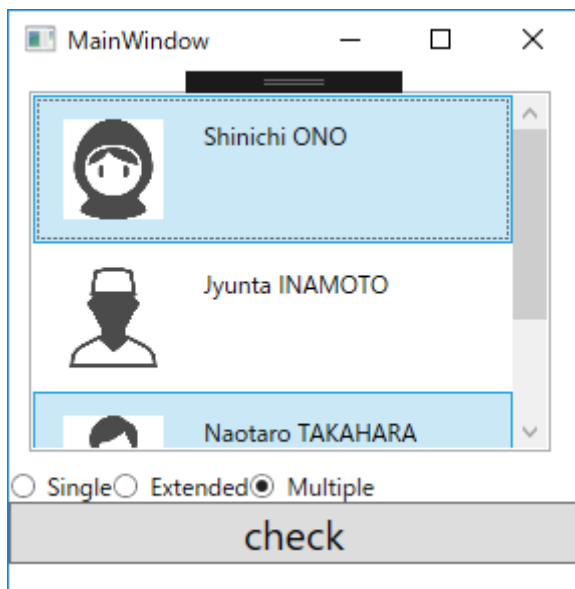 MainWindow
Shinichi ONO
Jyunta INAMOTO
Naotaro TAKAHARA
Single Extended Multiple
check